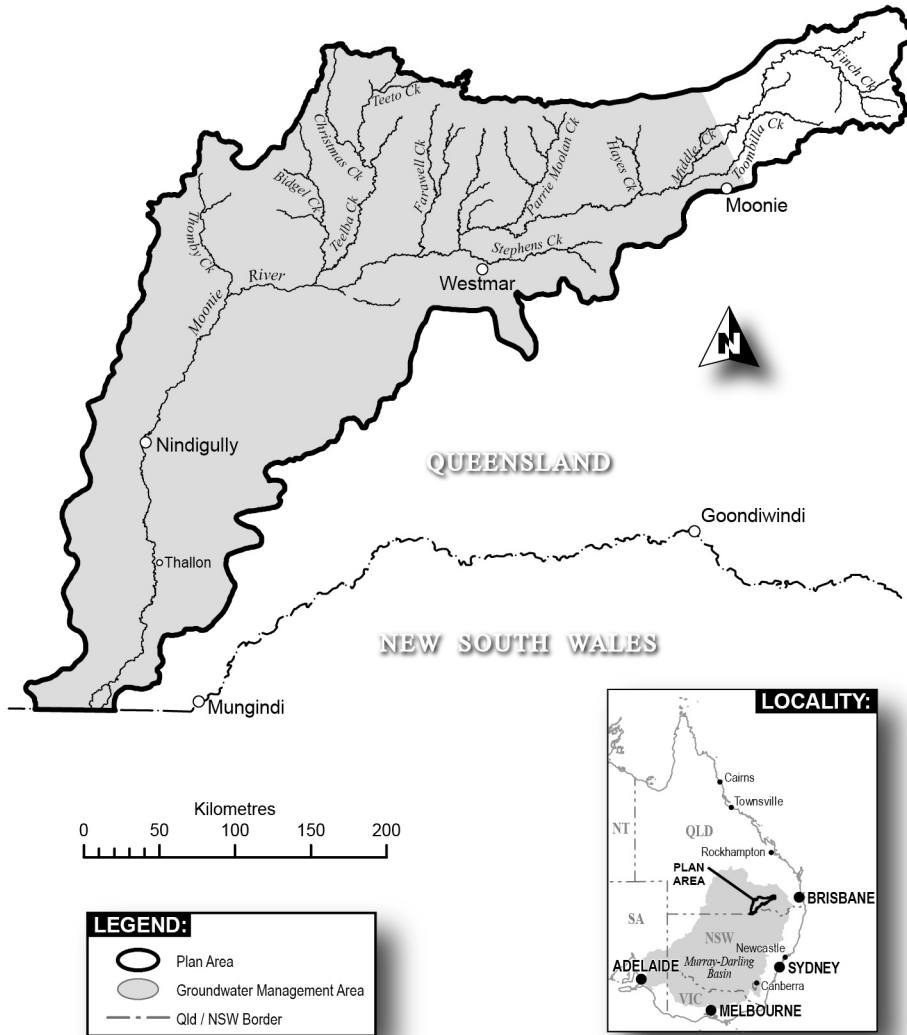 Finch Ck
Teeto Ck
Christmas Ck
Middle Ck
Toombilla Ck
Hayes Ck
Parrie Moolan Ck
Farawell Ck
Bidgel Ck
Teelba Ck
Thomby Ck
Moonie
Stephens Ck
Westmar
Moonie River
N
Nindigully
QUEENSLAND
Goondiwindi
Thallon
NEW SOUTH WALES
Mungindi
Kilometres
0 50 100 150 200
LEGEND:
Plan Area
Groundwater Management Area
Qld / NSW Border
LOCALITY:
Cairns
Townsville
NT
QLD
Rockhampton
PLAN
AREA
BRISBANE
SA
NSW
Newcastle
Murray-Darling
Basin
ADELAIDE
SYDNEY
Canberra
VIC
MELBOURNE